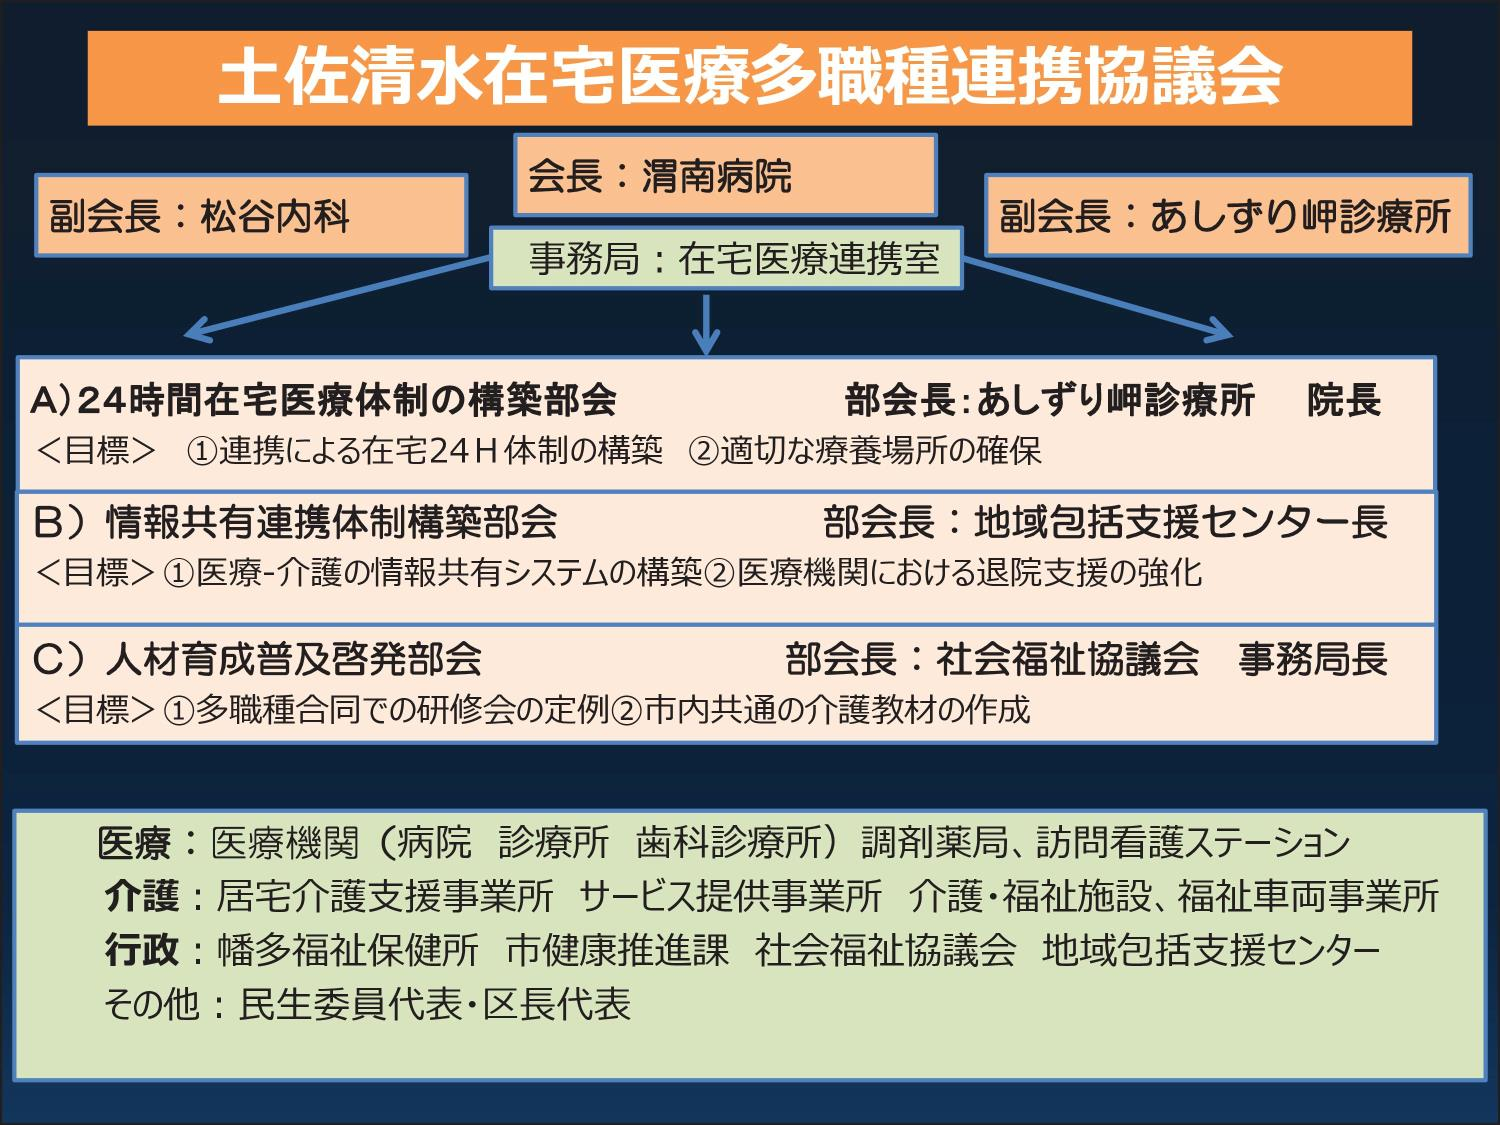 土佐清水在宅医療多職種連携協議会
会長：渭南病院
副会長：松谷内科
副会長：あしずり岬診療所
事務局：在宅医療連携室
A)24時間在宅医療体制の構築部会　部会長：あしずり岬診療所　院長
＜目標＞　①連携による在宅24H体制の構築　②適切な療養場所の確保
B）情報共有連携体制構築部会　部会長：地域包括支援センター長
＜目標＞①医療-介護の情報共有システムの構築②医療機関における退院支援の強化
C）人材育成普及啓発部会　部会長：社会福祉協議会　事務局長
＜目標＞①多職種合同での研修会の定例②市内共通の介護教材の作成
医療：医療機関（病院　診療所　歯科診療所）調剤薬局、訪問看護ステーション
介護：居宅介護支援事業所　サービス提供事業所　介護・福祉施設、福祉車両事業所
行政：幡多福祉保健所　市健康推進課　社会福祉協議会　地域包括支援センター
その他：民生委員代表・区長代表